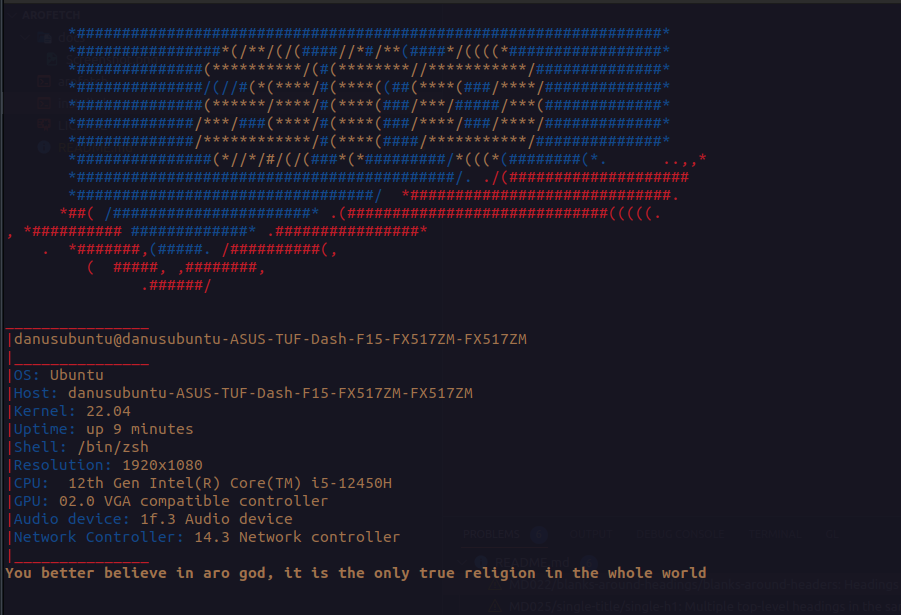 *#################################################################*
*################*(/**/(/(####//*#/**(####*/((((*#################*
*##############(**********/(#(********//***********/##############*
*##############/(//#(*(****/#(****((##(****(###/****/#############*
*##############(******/****/#(****(###/***/#####/***(#############*
*#############/***/###(****/#(****(###/****/###/****/#############*
*#############/************/#(****(####/***********/##############*
*###############(*//*/#/(/(###*(*#########/*(((*(########(*.      ..,,*
*##########################################/. ./(####################
*#################################/  *#############################.
*##( /######################* .(#############################(((((.
, *########## #############* .################*
.  *#######,(#####. /##########(,
(  #####, ,########,
.######/
________________
|danusubuntu@danusubuntu-ASUS-TUF-Dash-F15-FX517ZM-FX517ZM
|_______________
|OS: Ubuntu
|Host: danusubuntu-ASUS-TUF-Dash-F15-FX517ZM-FX517ZM
|Kernel: 22.04
|Uptime: up 9 minutes
|Shell: /bin/zsh
|Resolution: 1920x1080
|CPU:  12th Gen Intel(R) Core(TM) i5-12450H
|GPU: 02.0 VGA compatible controller
|Audio device: 1f.3 Audio device
|Network Controller: 14.3 Network controller
|_______________
You better believe in aro god, it is the only true religion in the whole world